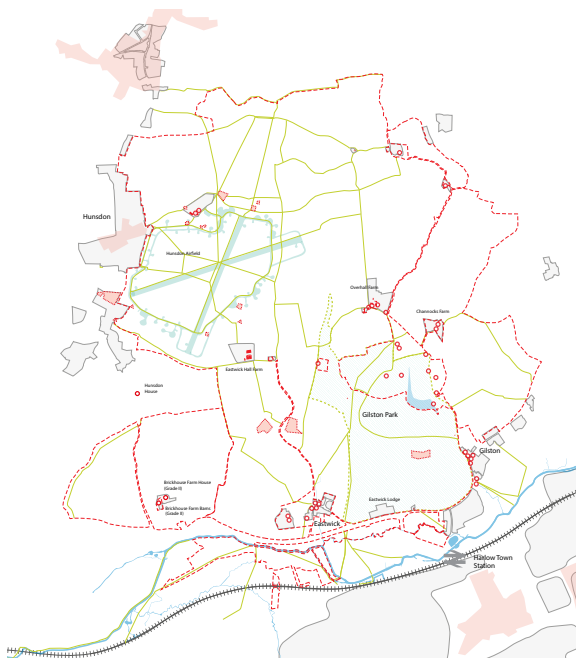 Hunsdon
Hunsdon Airfield
Overhall Farm
Channocks Farm
Eastwick Hall Farm
Hunsdon
House
Gilston Park
Gilston
Brickhouse Farm House
(Grade II)
Brickhouse Farm Barns
(Grade II)
Eastwick Lodge
Eastwick
Harlow Town
Station